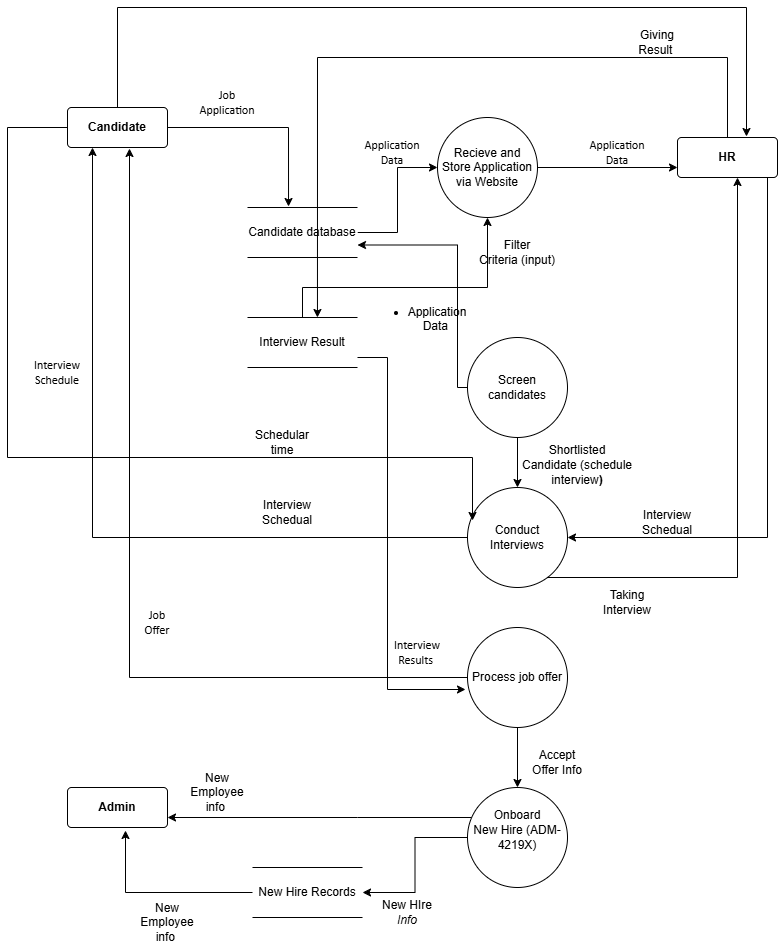 Giving
Result
Job
Application
Candidate
Application
Data
Recieve and
Store Application
via Website
Application
Data
HR
Candidate database
Filter
Criteria (input)
• Application
Data
Interview Result
Interview
Schedule
Screen
candidates
Schedular
time
Shortlisted
Candidate (schedule
interview)
Interview
Schedual
Conduct
Interviews
Interview
Schedual
Taking
Interview
Job
Offer
Interview
Results
Process job offer
Accept
Offer Info
New
Employee
info
Admin
Onboard
New Hire (ADM-
4219X)
New Hire Records
New HIre
Info
New
Employee
info